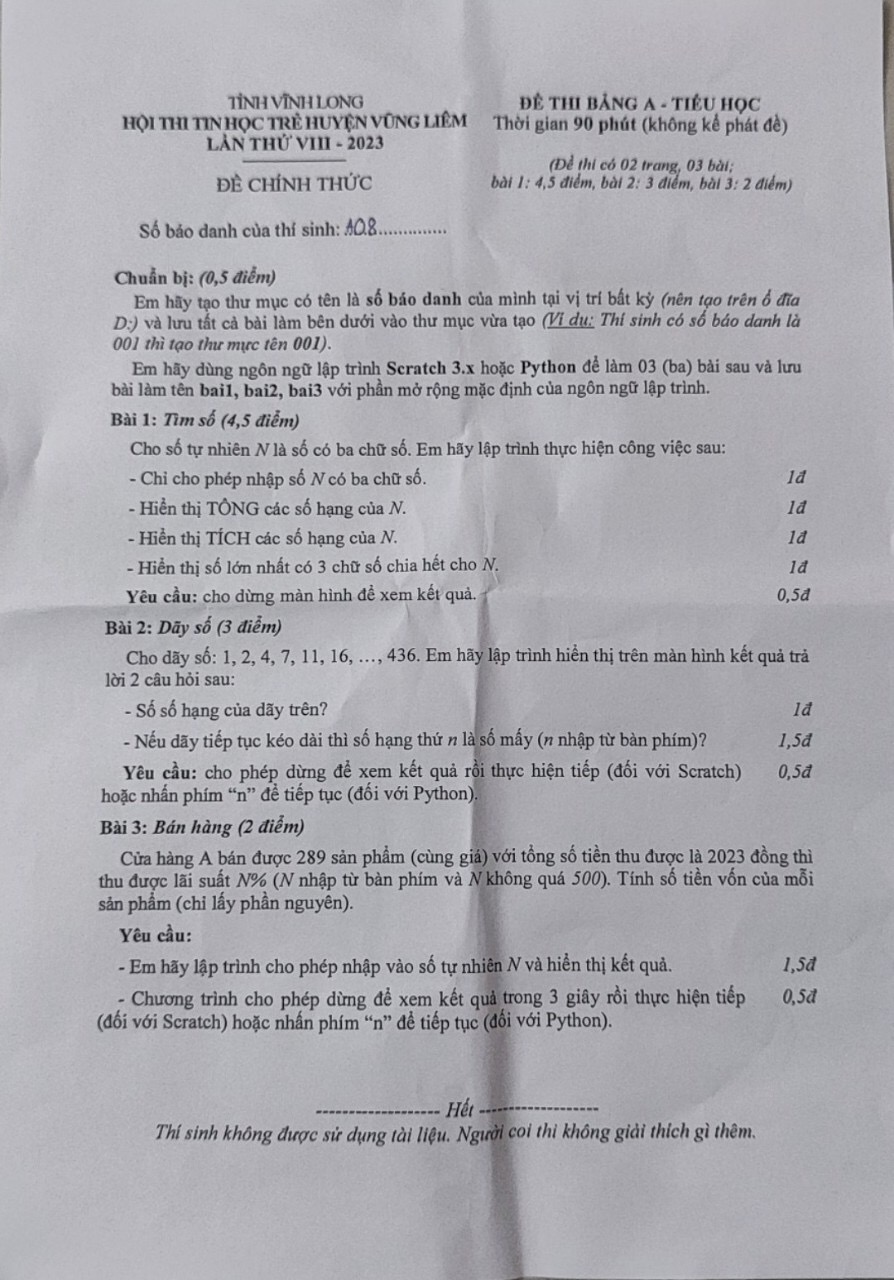 TỈNH VĨNH LONG
HỘI THI TIN HỌC TRẺ HUYỆN VŨNG LIÊM
LẦN THỨ VIII - 2023
ĐỀ CHÍNH THỨC
ĐỀ THI BẢNG A - TIỂU HỌC
Thời gian 90 phút (không kể phát đề)
(Đề thi có 02 trang, 03 bài;
bài 1: 4,5 điểm, bài 2: 3 điểm, bài 3: 2 điểm)
Số báo danh của thí sinh: A08..............
Chuẩn bị: (0,5 điểm)
Em hãy tạo thư mục có tên là số báo danh của mình tại vị trí bất kỳ (nên tạo trên ổ đĩa
D:) và lưu tất cả bài làm bên dưới vào thư mục vừa tạo (Ví dụ: Thí sinh có số báo danh là
001 thì tạo thư mực tên 001).
Em hãy dùng ngôn ngữ lập trình Scratch 3.x hoặc Python để làm 03 (ba) bài sau và lưu
bài làm tên bai1, bai2, bai3 với phần mở rộng mặc định của ngôn ngữ lập trình.
Bài 1: Tìm số (4,5 điểm)
Cho số tự nhiên N là số có ba chữ số. Em hãy lập trình thực hiện công việc sau:
- Chỉ cho phép nhập số N có ba chữ số. 1đ
- Hiển thị TỔNG các số hạng của N. 1đ
- Hiển thị TÍCH các số hạng của N. 1đ
- Hiển thị số lớn nhất có 3 chữ số chia hết cho N. 1đ
Yêu cầu: cho dừng màn hình để xem kết quả. 0,5đ
Bài 2: Dãy số (3 điểm)
Cho dãy số: 1, 2, 4, 7, 11, 16, …, 436. Em hãy lập trình hiển thị trên màn hình kết quả trả
lời 2 câu hỏi sau:
- Số số hạng của dãy trên? 1đ
- Nếu dãy tiếp tục kéo dài thì số hạng thứ n là số mấy (n nhập từ bàn phím)? 1,5đ
Yêu cầu: cho phép dừng để xem kết quả rồi thực hiện tiếp (đối với Scratch) 0,5đ
hoặc nhấn phím “n” để tiếp tục (đối với Python).
Bài 3: Bán hàng (2 điểm)
Cửa hàng A bán được 289 sản phẩm (cùng giá) với tổng số tiền thu được là 2023 đồng thì
thu được lãi suất N% (N nhập từ bàn phím và N không quá 500). Tính số tiền vốn của mỗi
sản phẩm (chỉ lấy phần nguyên).
Yêu cầu:
- Em hãy lập trình cho phép nhập vào số tự nhiên N và hiển thị kết quả. 1,5đ
- Chương trình cho phép dừng để xem kết quả trong 3 giây rồi thực hiện tiếp 0,5đ
(đối với Scratch) hoặc nhấn phím “n” để tiếp tục (đối với Python).
-------------------- Hết -------------------
Thí sinh không được sử dụng tài liệu. Người coi thi không giải thích gì thêm.